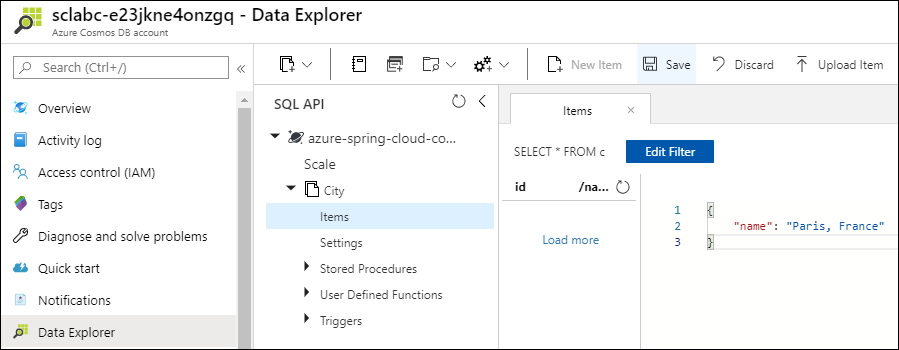 sclabc-e23jkne4onzgq - Data Explorer
Azure Cosmos DB account
Search (Ctrl+/)
«
Overview
Activity log
Access control (IAM)
Tags
Diagnose and solve problems
Quick start
Notifications
Data Explorer
New Item
Save
Discard
Upload Item
SQL API
azure-spring-cloud-co...
Scale
City
Items
Settings
Stored Procedures
User Defined Functions
Triggers
Items ×
SELECT * FROM c Edit Filter
id /na...
Load more
1 {
2 "name": "Paris, France"
3 }